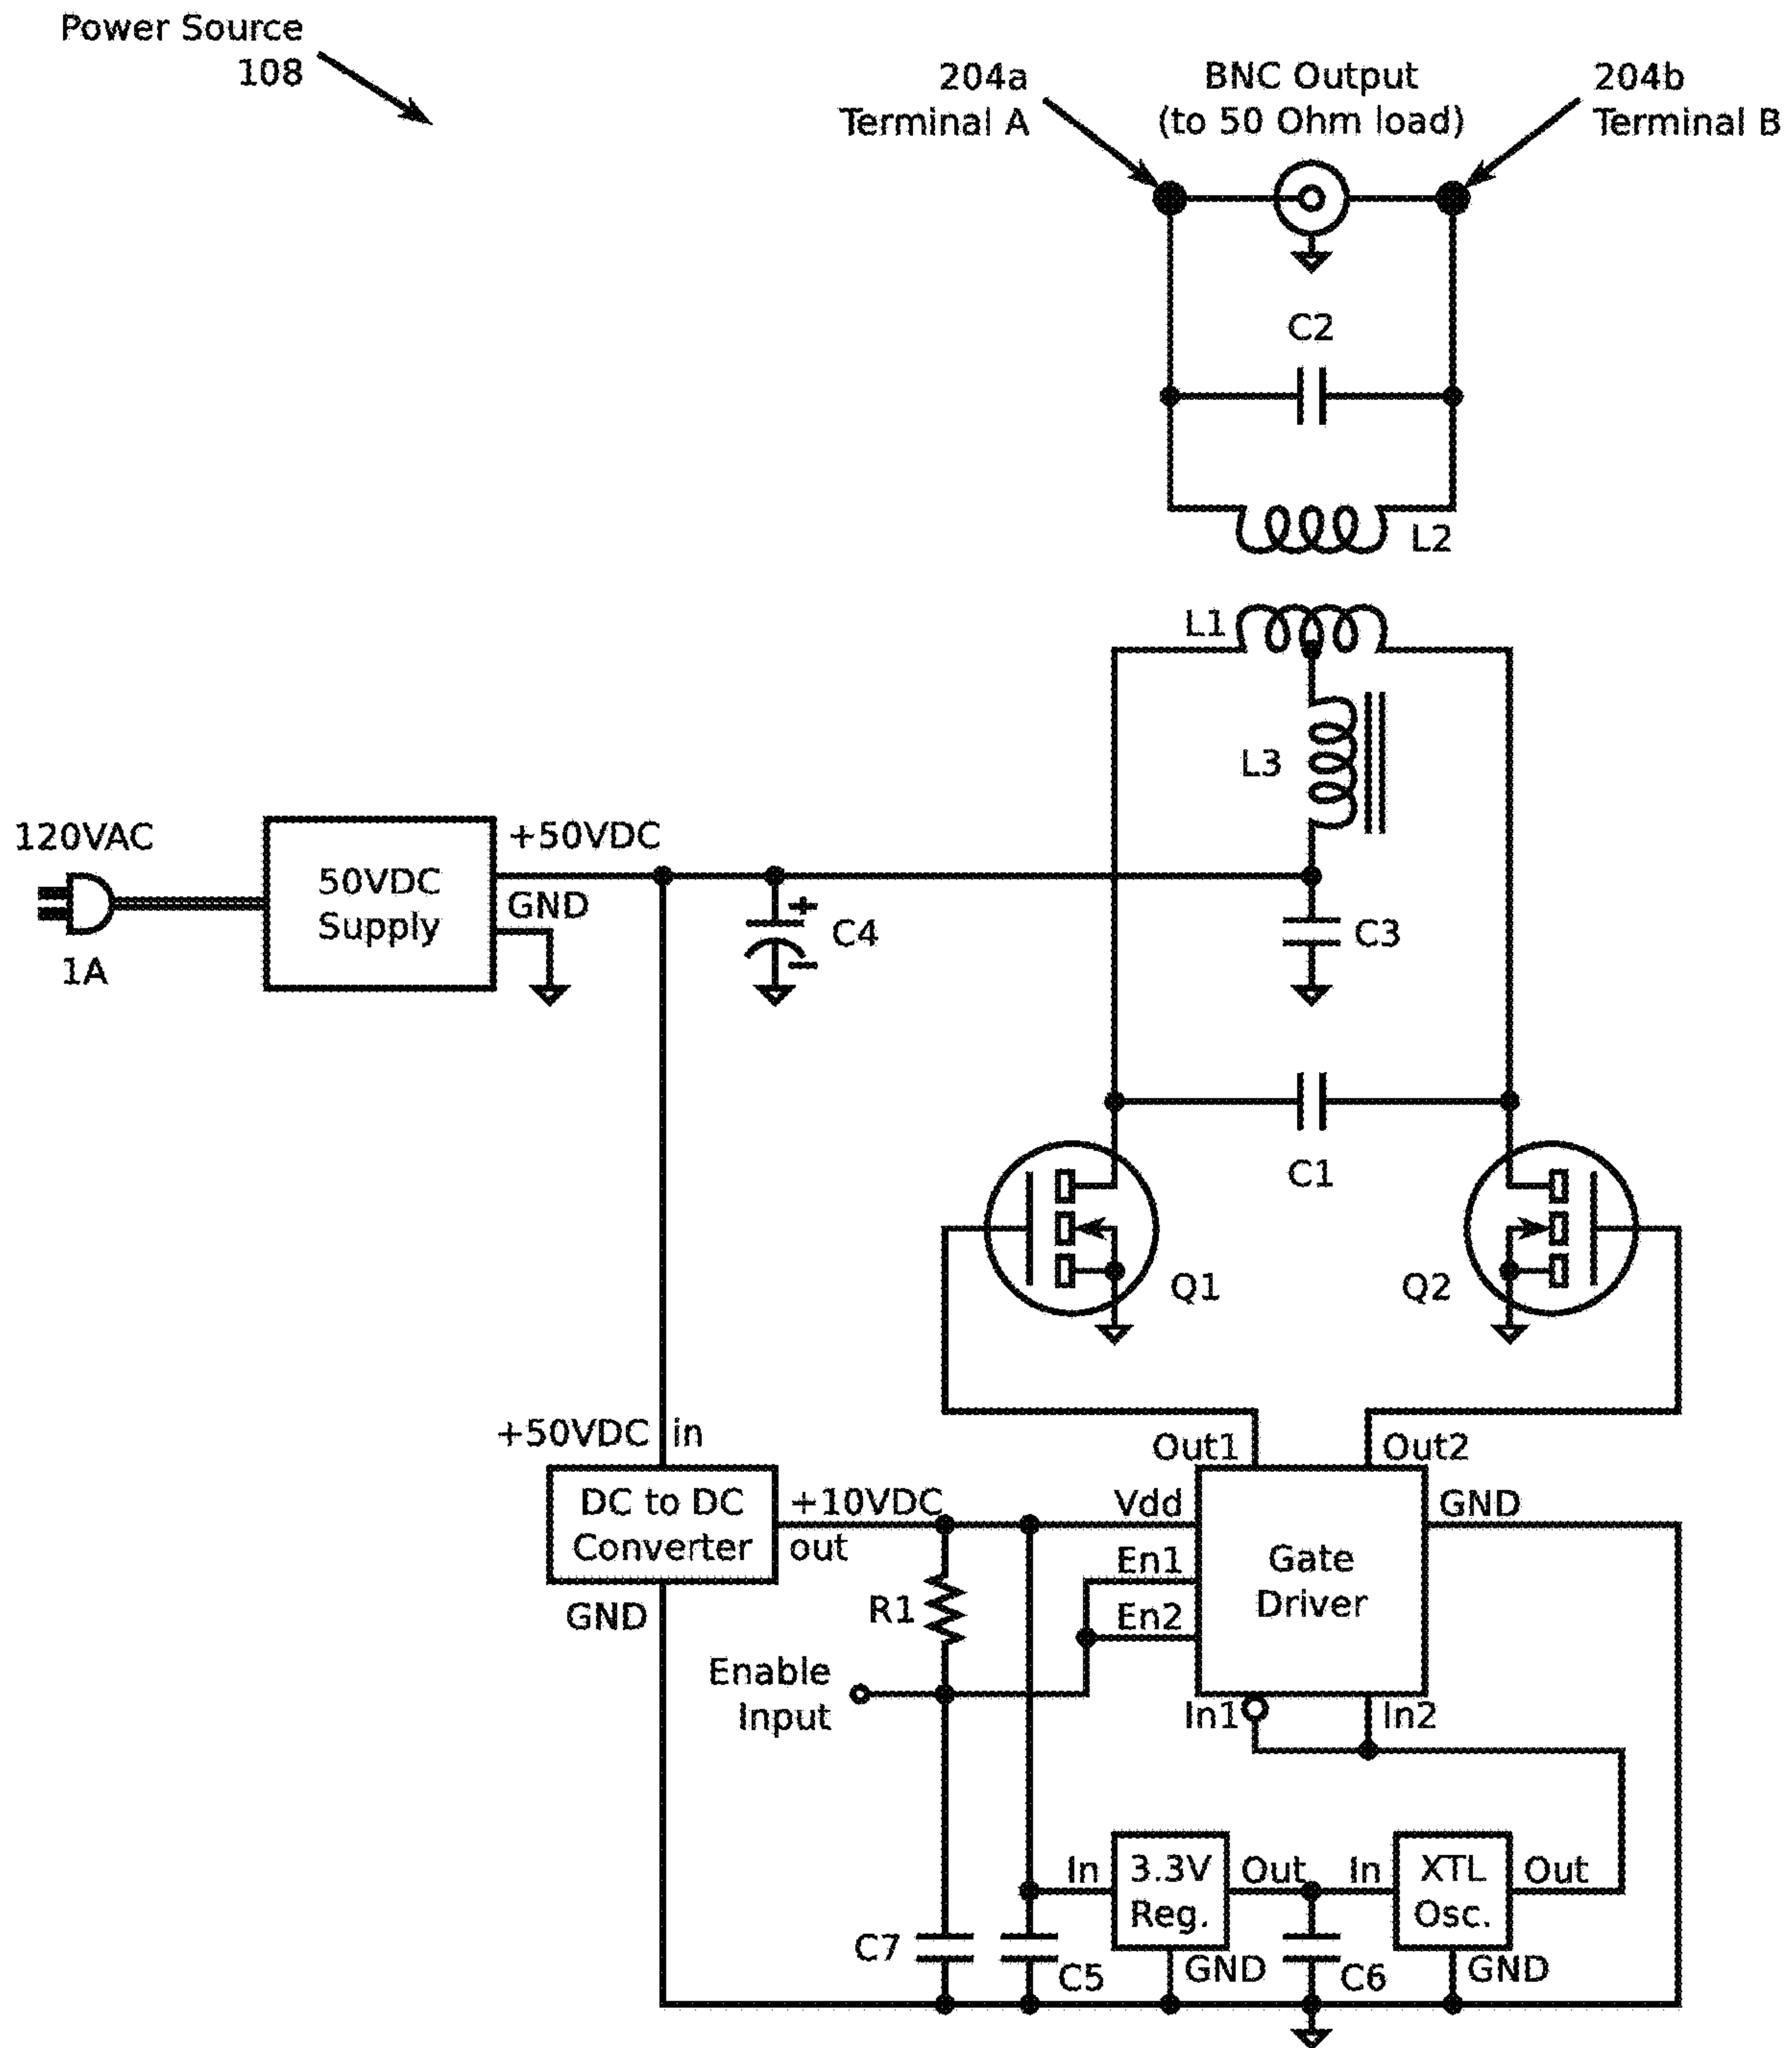 Power Source
108
204a
Terminal A
BNC Output
(to 50 Ohm load)
204b
Terminal B
C2
L2
L1
L3
120VAC
1A
50VDC
Supply
+50VDC
GND
+
C4
−
C3
C1
Q1
Q2
+50VDC in
DC to DC
Converter
+10VDC
out
GND
Out1
Out2
Vdd
En1
En2
GND
Gate
Driver
R1
Enable
Input
In1
In2
In
3.3V
Reg.
Out
In
XTL
Osc.
Out
C7
C5
GND
C6
GND